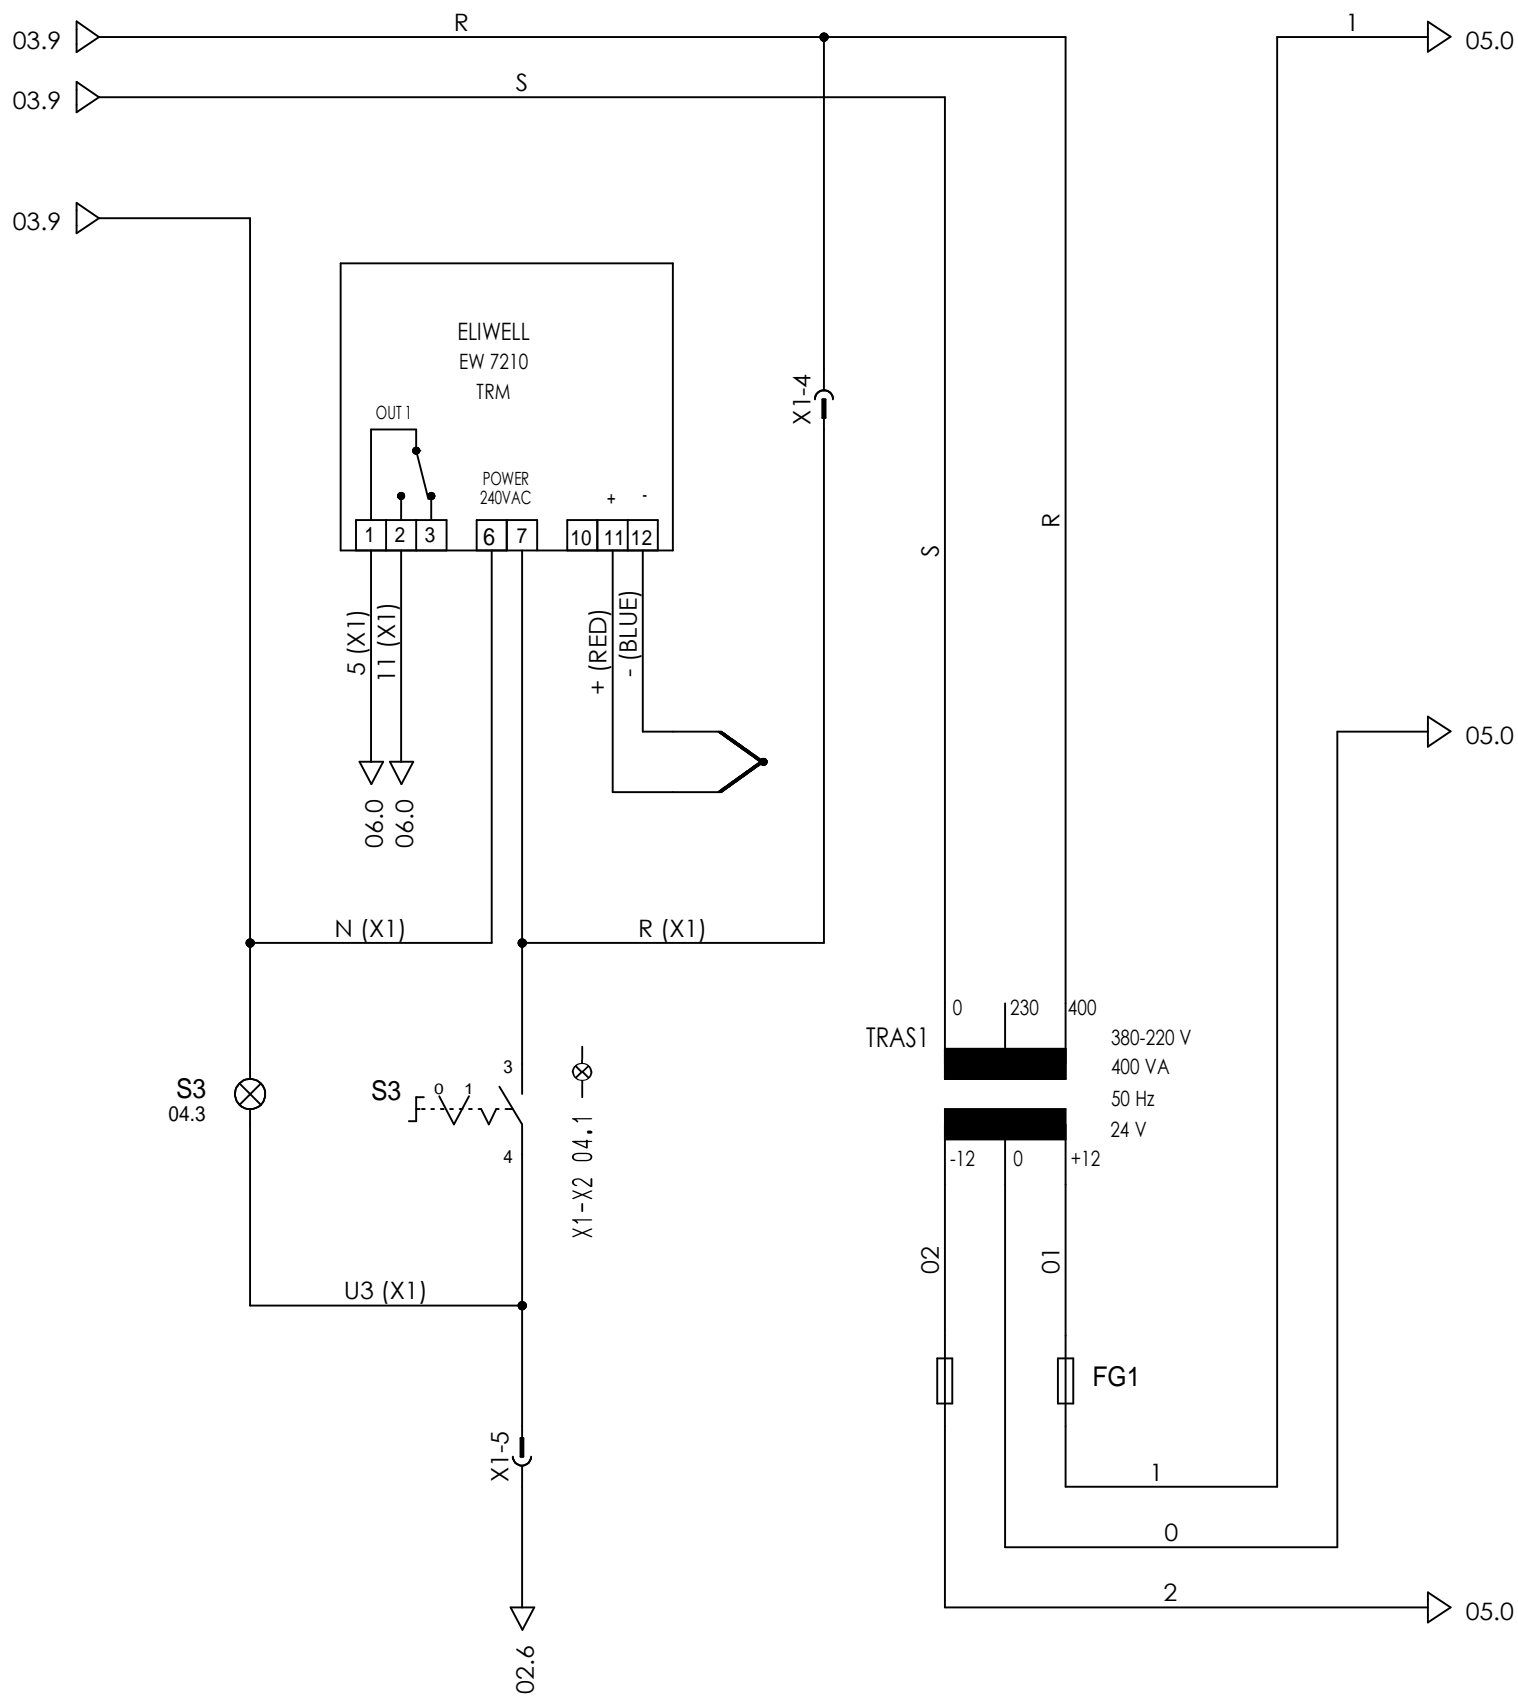 R
1
03.9
05.0
S
03.9
03.9
ELIWELL
EW 7210
TRM
OUT 1
X1-4
POWER
240VAC
+ -
1 2 3 6 7 10 11 12
R
S
5 (X1)
11 (X1)
+ (RED)
- (BLUE)
05.0
06.0
06.0
N (X1)
R (X1)
0 230 400
TRAS1
380-220 V
400 VA
50 Hz
24 V
S3
04.3
S3
0 1
3
4
X1-X2 04.1
-12 0 +12
02
01
U3 (X1)
FG1
X1-5
1
0
2
05.0
02.6